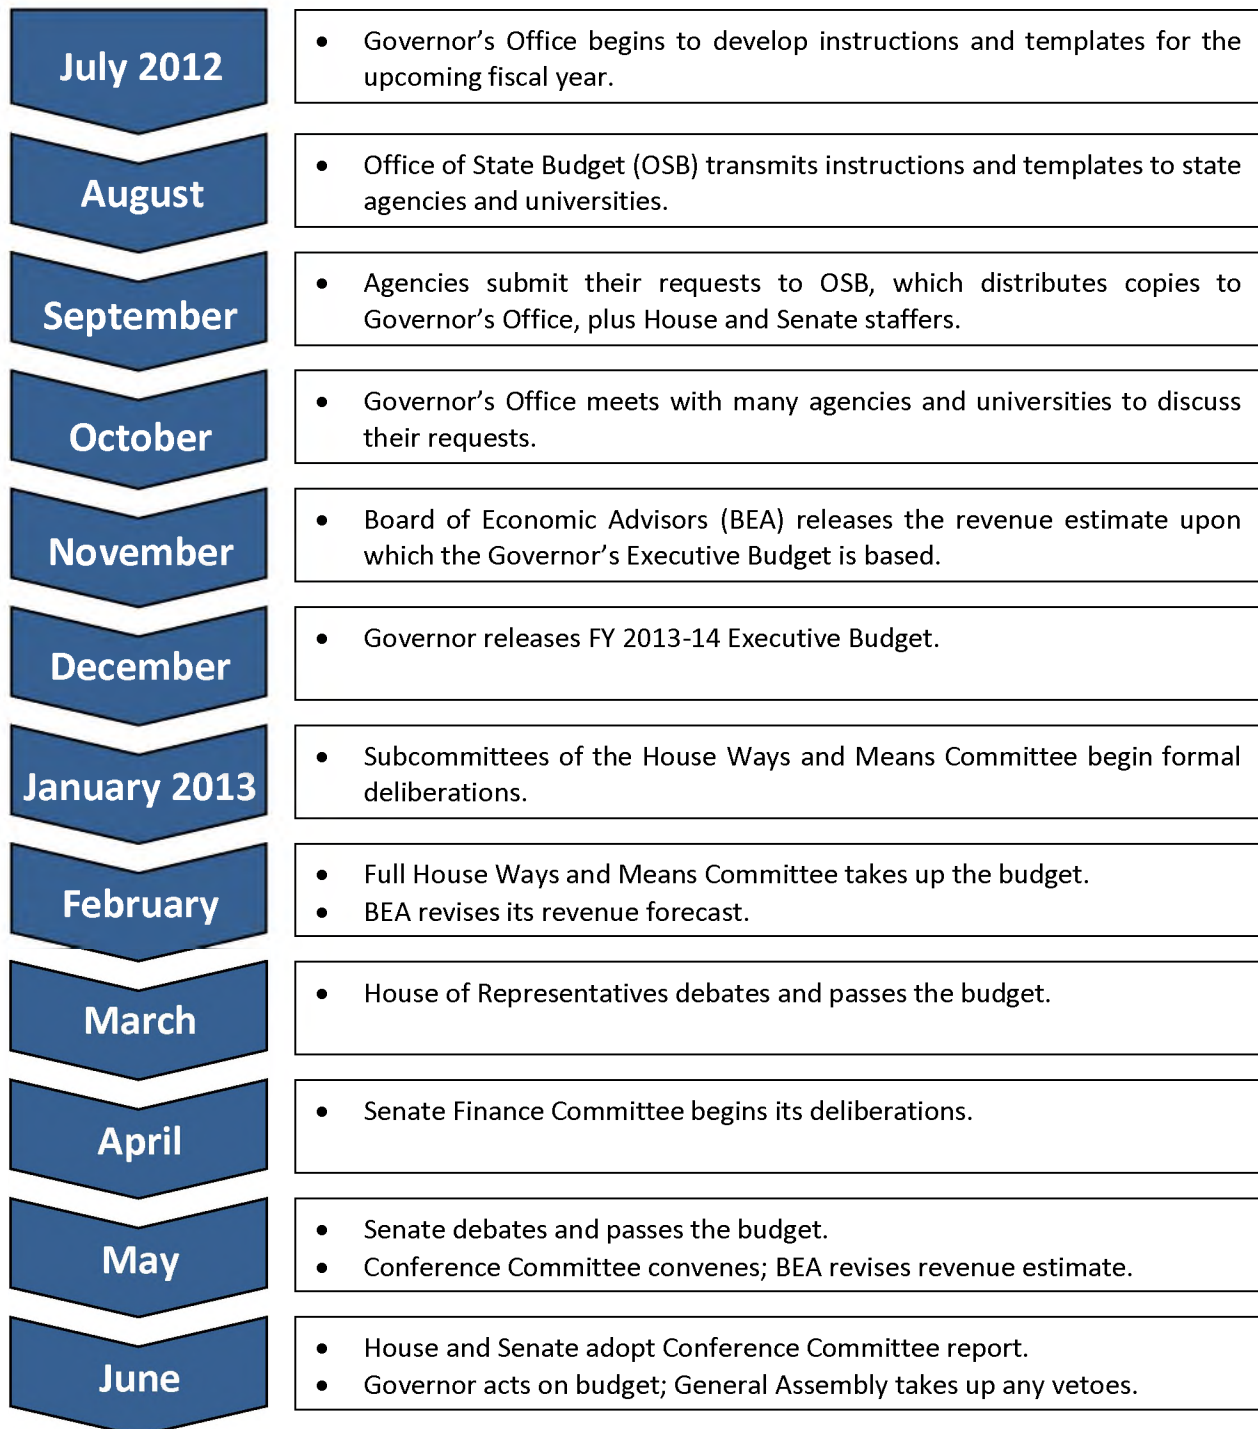 July 2012
• Governor’s Office begins to develop instructions and templates for the
upcoming fiscal year.
August
• Office of State Budget (OSB) transmits instructions and templates to state
agencies and universities.
September
• Agencies submit their requests to OSB, which distributes copies to
Governor’s Office, plus House and Senate staffers.
October
• Governor’s Office meets with many agencies and universities to discuss
their requests.
November
• Board of Economic Advisors (BEA) releases the revenue estimate upon
which the Governor’s Executive Budget is based.
December
• Governor releases FY 2013-14 Executive Budget.
January 2013
• Subcommittees of the House Ways and Means Committee begin formal
deliberations.
February
• Full House Ways and Means Committee takes up the budget.
• BEA revises its revenue forecast.
March
• House of Representatives debates and passes the budget.
April
• Senate Finance Committee begins its deliberations.
May
• Senate debates and passes the budget.
• Conference Committee convenes; BEA revises revenue estimate.
June
• House and Senate adopt Conference Committee report.
• Governor acts on budget; General Assembly takes up any vetoes.